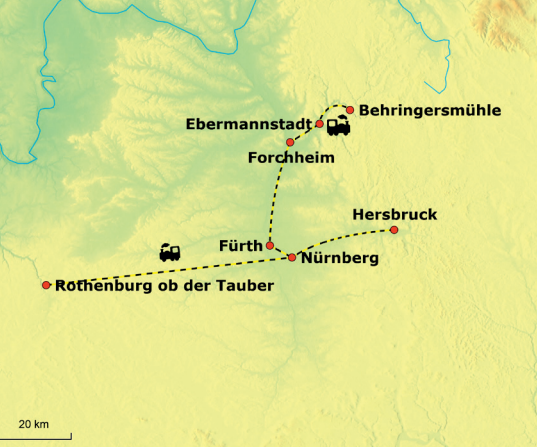 Behringersmühle
Ebermannstadt
Forchheim
Hersbruck
Fürth
Nürnberg
Rothenburg ob der Tauber
20 km